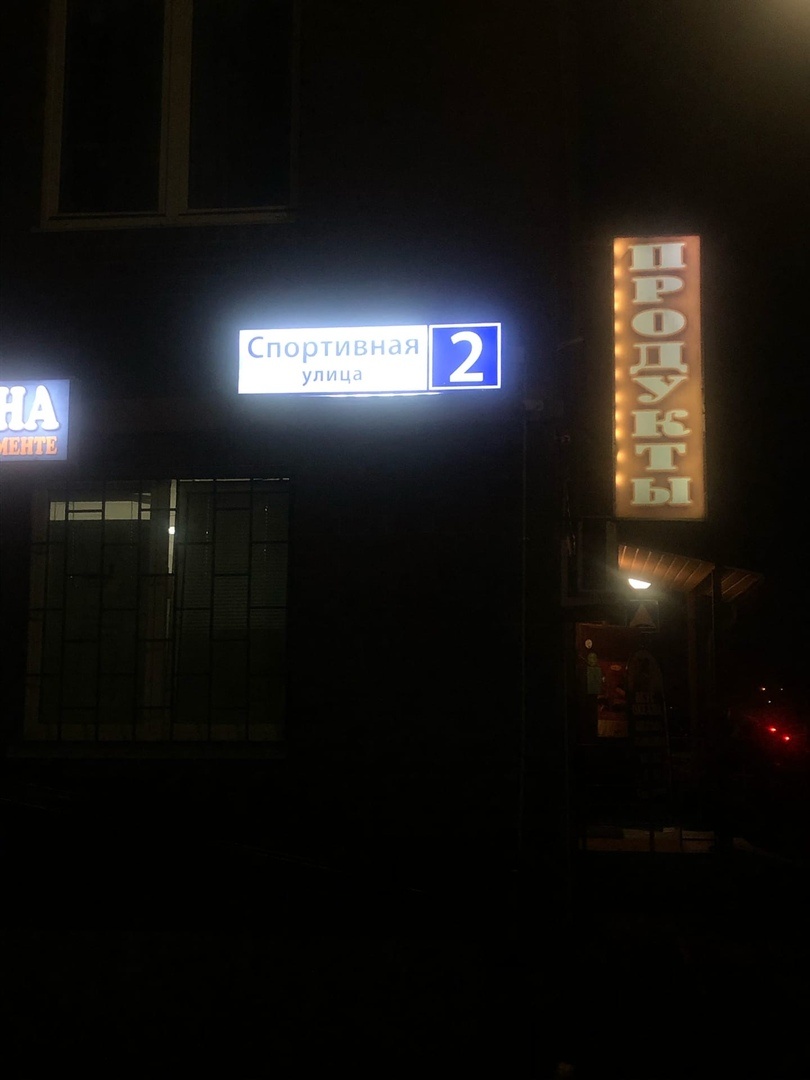 Спортивная
улица
2
ПРОДУКТЫ
НА
МЕНТЕ